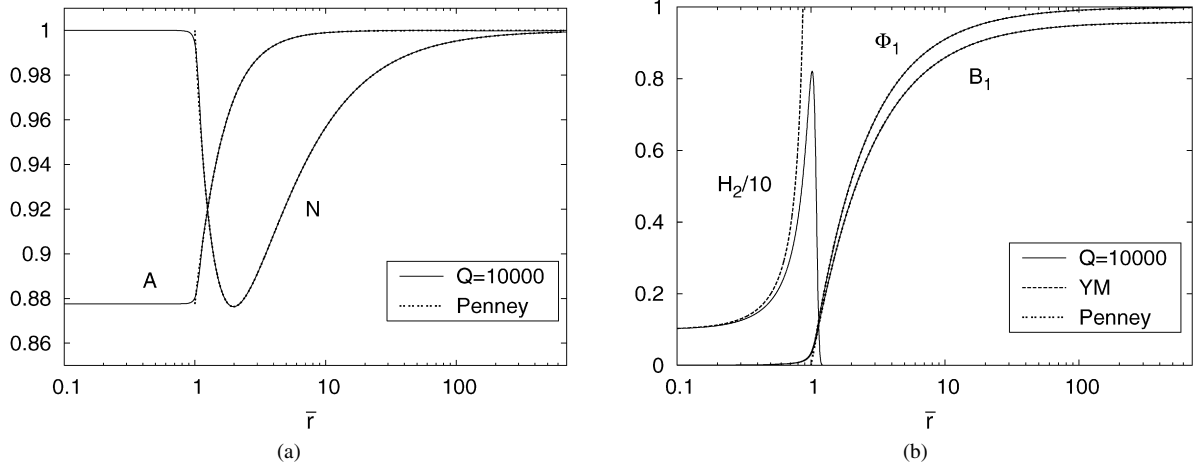 1
0.98
0.96
0.94
0.92
0.9
0.88
0.86
A
N
Q=10000
Penney
0.1 1 10 100
r̄
(a)
1
0.8
0.6
0.4
0.2
0
Φ₁
B₁
H₂/10
Q=10000
YM
Penney
0.1 1 10 100
r̄
(b)